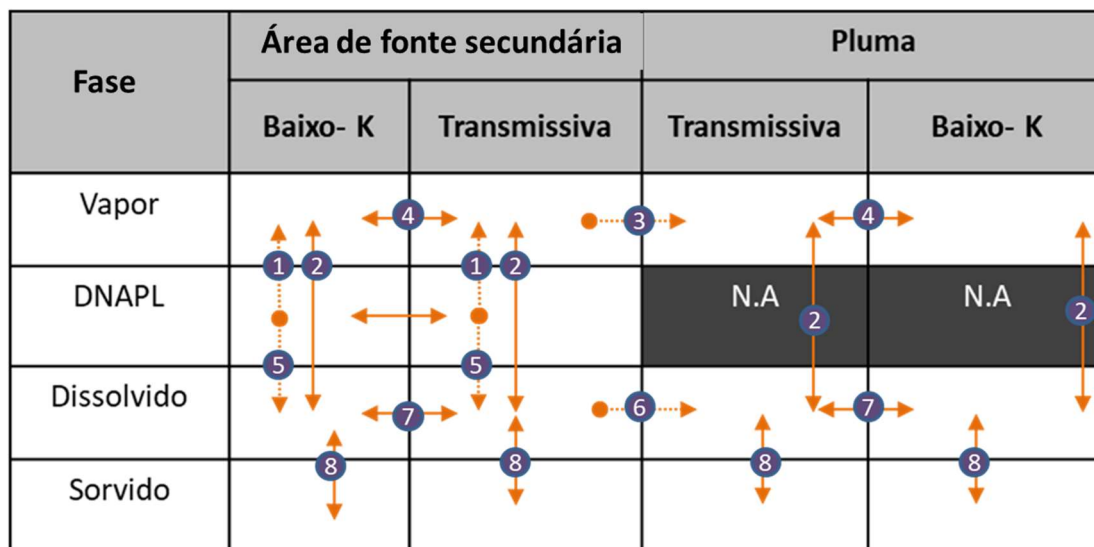 Fase
Área de fonte secundária
Pluma
Baixo- K
Transmissiva
Transmissiva
Baixo- K
Vapor
4
3
4
1
2
1
2
DNAPL
N.A
N.A
2
2
5
5
Dissolvido
7
6
7
8
8
8
8
Sorvido